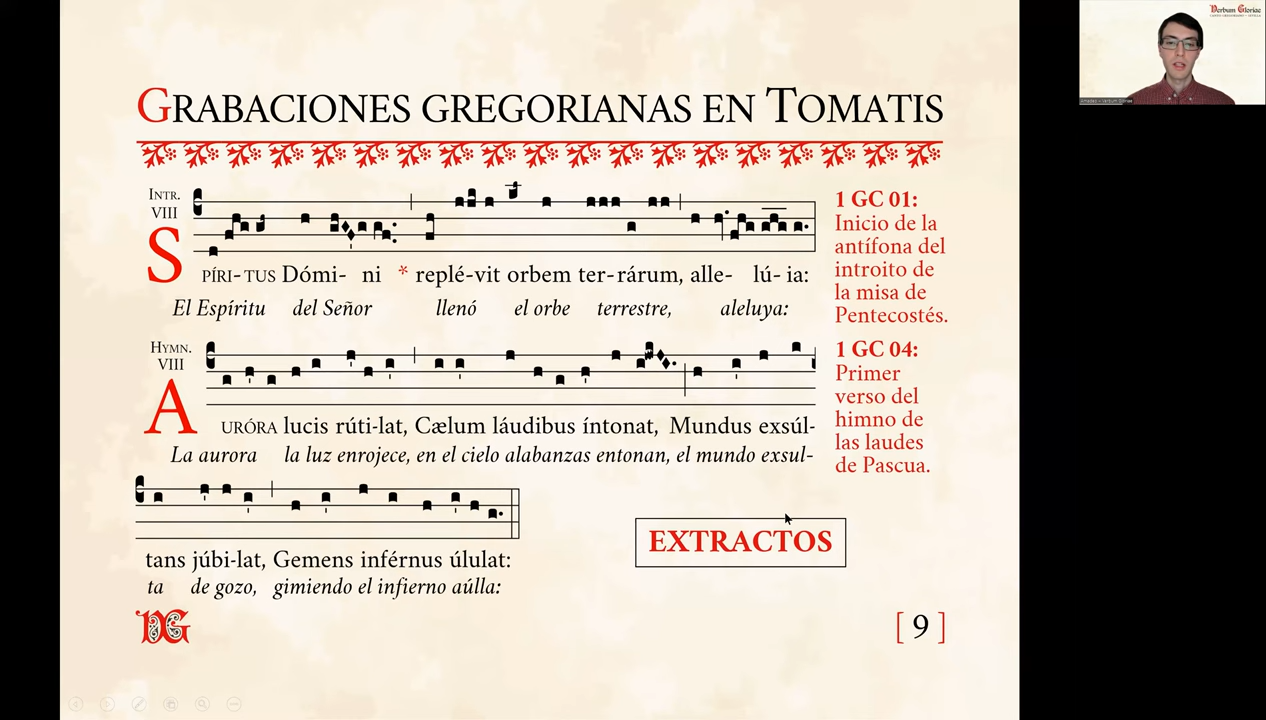 Verbum Gloriae
GRABACIONES GREGORIANAS EN TOMATIS
INTR.
VIII
SPÍRI-TUS Dómi- ni * replé-vit orbem ter-rárum, alle- lú- ia:
El Espíritu del Señor llenó el orbe terrestre, aleluya:
1 GC 01:
Inicio de la
antífona del
introito de
la misa de
Pentecostés.
HYMN.
VIII
AURÓRA lucis rúti-lat, Cælum láudibus íntonat, Mundus exsúl-
La aurora la luz enrojece, en el cielo alabanzas entonan, el mundo exsul-
1 GC 04:
Primer
verso del
himno de
las laudes
de Pascua.
tans júbi-lat, Gemens inférnus úlulat:
ta de gozo, gimiendo el infierno aúlla:
EXTRACTOS
VG
[ 9 ]